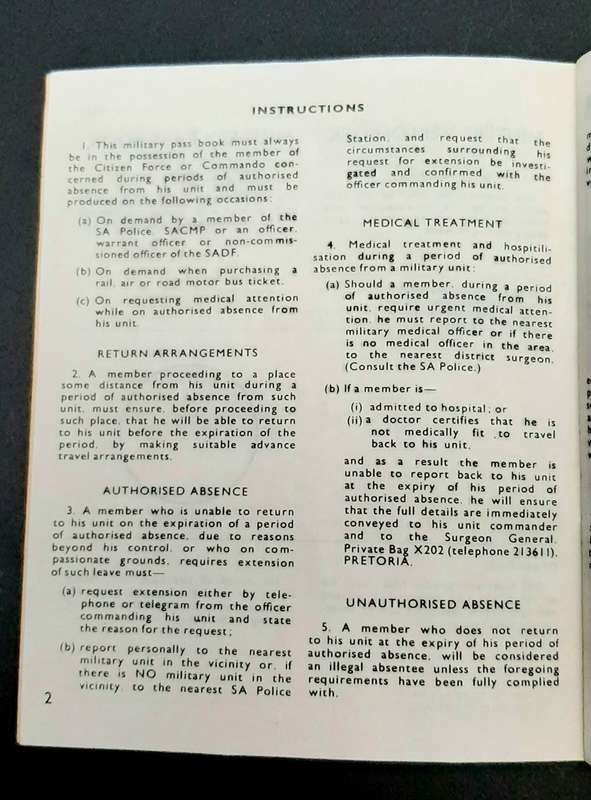 INSTRUCTIONS
1. This military pass book must always
be in the possession of the member of
the Citizen Force or Commando con-
cerned during periods of authorised
absence from his unit and must be
produced on the following occasions:
(a) On demand by a member of the
SA Police, SACMP or an officer,
warrant officer or non-commis-
sioned officer of the SADF.
(b) On demand when purchasing a
rail, air or road motor bus ticket.
(c) On requesting medical attention
while on authorised absence from
his unit.
RETURN ARRANGEMENTS
2. A member proceeding to a place
some distance from his unit during a
period of authorised absence from such
unit, must ensure, before proceeding to
such place, that he will be able to return
to his unit before the expiration of the
period, by making suitable advance
travel arrangements.
AUTHORISED ABSENCE
3. A member who is unable to return
to his unit on the expiration of a period
of authorised absence, due to reasons
beyond his control, or who on com-
passionate grounds, requires extension
of such leave must—
(a) request extension either by tele-
phone or telegram from the officer
commanding his unit and state
the reason for the request;
(b) report personally to the nearest
military unit in the vicinity or, if
there is NO military unit in the
vicinity, to the nearest SA Police
2
Station, and request that the
circumstances surrounding his
request for extension be investi-
gated and confirmed with the
officer commanding his unit.
MEDICAL TREATMENT
4. Medical treatment and hospitili-
sation during a period of authorised
absence from a military unit:
(a) Should a member, during a period
of authorised absence from his
unit, require urgent medical atten-
tion, he must report to the nearest
military medical officer or if there
is no medical officer in the area,
to the nearest district surgeon.
(Consult the SA Police.)
(b) If a member is—
(i) admitted to hospital; or
(ii) a doctor certifies that he is
not medically fit to travel
back to his unit,
and as a result the member is
unable to report back to his unit
at the expiry of his period of
authorised absence, he will ensure
that the full details are immediately
conveyed to his unit commander
and to the Surgeon General,
Private Bag X202 (telephone 213611),
PRETORIA.
UNAUTHORISED ABSENCE
5. A member who does not return
to his unit at the expiry of his period of
authorised absence, will be considered
an illegal absentee unless the foregoing
requirements have been fully complied
with.